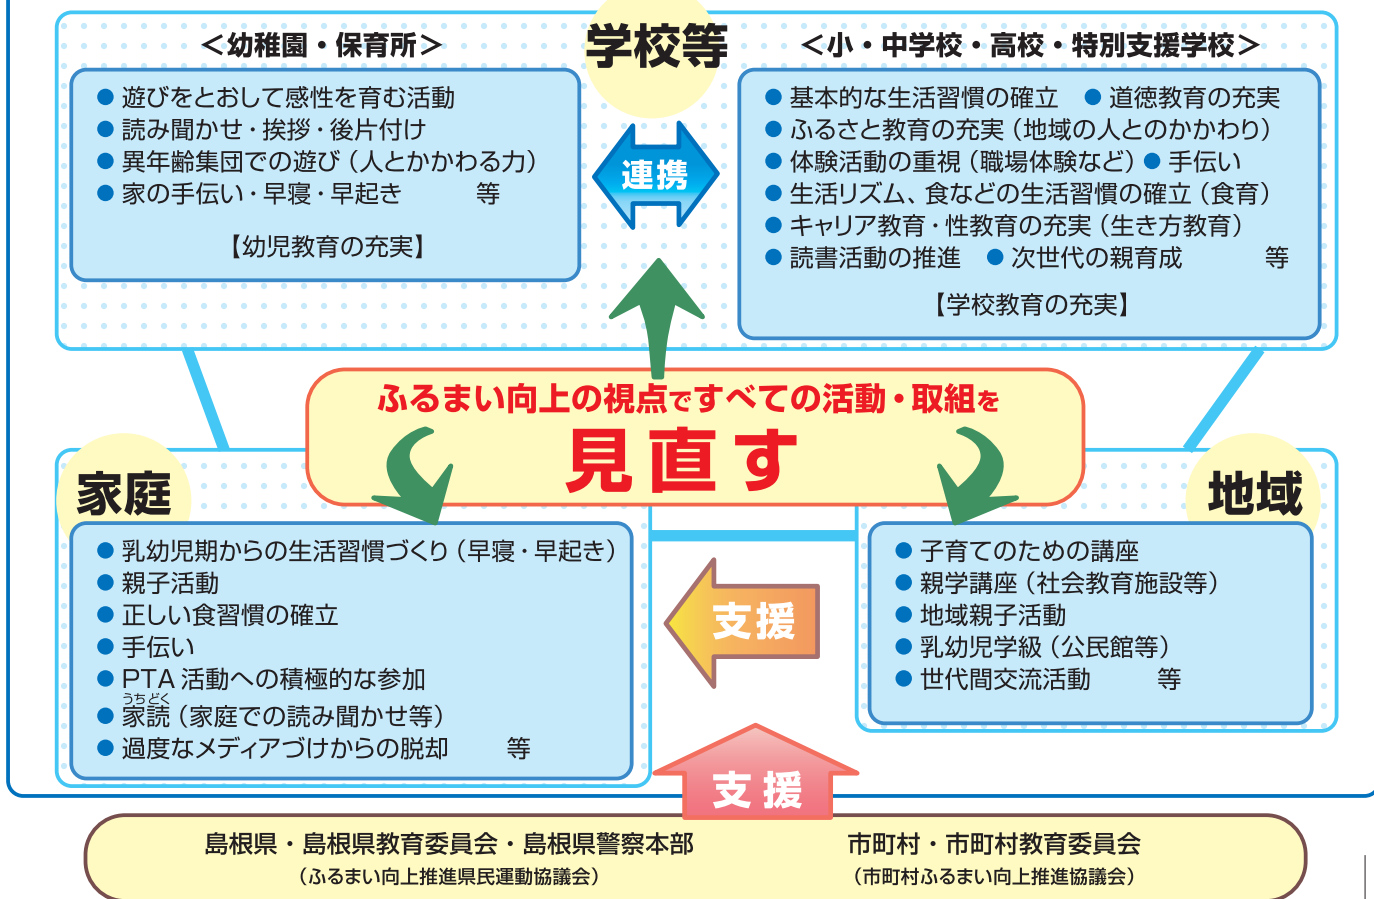 学校等
＜幼稚園・保育所＞
● 遊びをとおして感性を育む活動
● 読み聞かせ・挨拶・後片付け
● 異年齢集団での遊び（人とかかわる力）
● 家の手伝い・早寝・早起き　等
【幼児教育の充実】
連携
＜小・中学校・高校・特別支援学校＞
● 基本的な生活習慣の確立　● 道徳教育の充実
● ふるさと教育の充実（地域の人とのかかわり）
● 体験活動の重視（職場体験など）● 手伝い
● 生活リズム、食などの生活習慣の確立（食育）
● キャリア教育・性教育の充実（生き方教育）
● 読書活動の推進　● 次世代の親育成　等
【学校教育の充実】
ふるまい向上の視点ですべての活動・取組を
見直す
家庭
● 乳幼児期からの生活習慣づくり（早寝・早起き）
● 親子活動
● 正しい食習慣の確立
● 手伝い
● PTA 活動への積極的な参加
うちどく
● 家読（家庭での読み聞かせ等）
● 過度なメディアづけからの脱却　等
支援
地域
● 子育てのための講座
● 親学講座（社会教育施設等）
● 地域親子活動
● 乳幼児学級（公民館等）
● 世代間交流活動　等
支援
島根県・島根県教育委員会・島根県警察本部
（ふるまい向上推進県民運動協議会）
市町村・市町村教育委員会
（市町村ふるまい向上推進協議会）